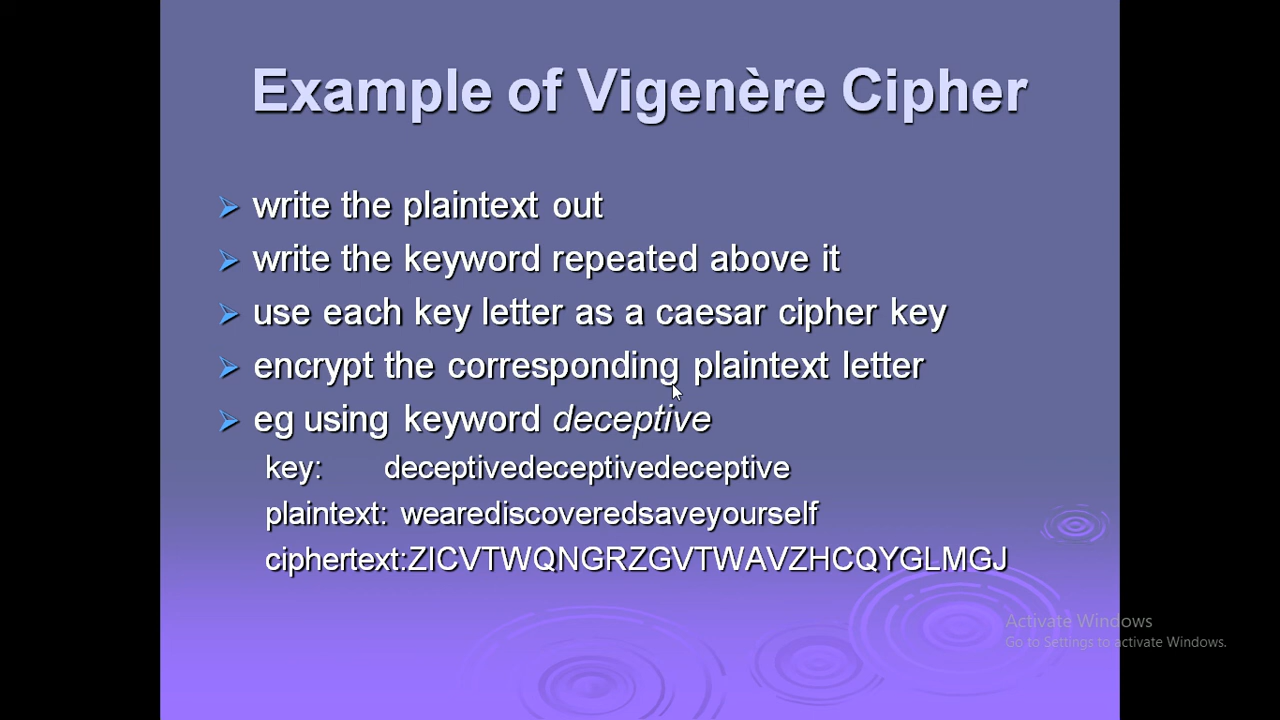 Example of Vigenère Cipher
write the plaintext out
write the keyword repeated above it
use each key letter as a caesar cipher key
encrypt the corresponding plaintext letter
eg using keyword deceptive
key: deceptivedeceptivedeceptive
plaintext: wearediscoveredsaveyourself
ciphertext:ZICVTWQNGRZGVTWAVZHCQYGLMGJ
Activate Windows
Go to Settings to activate Windows.